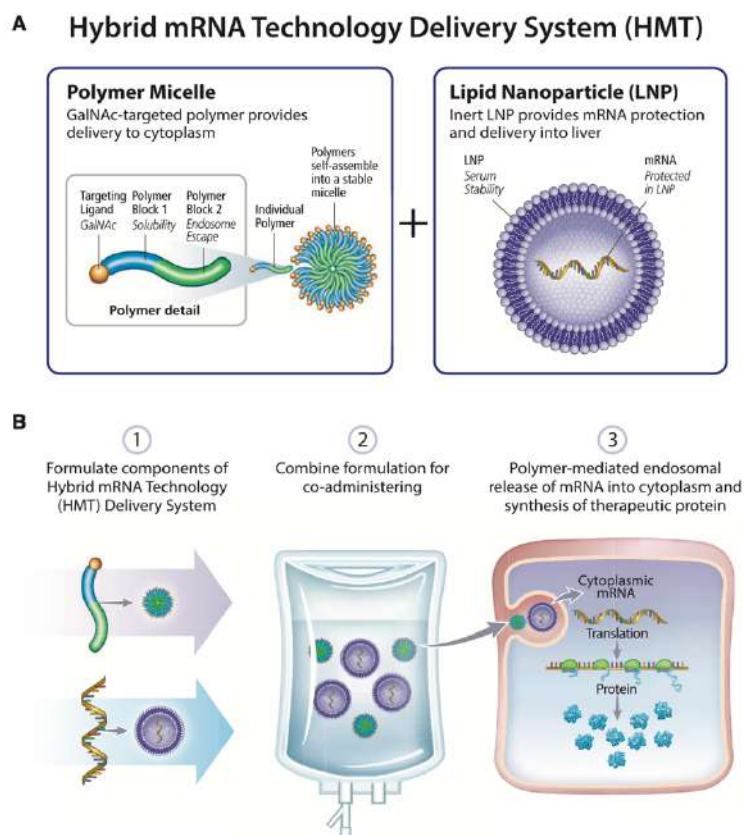 A
Hybrid mRNA Technology Delivery System (HMT)
Polymer Micelle
GalNAc-targeted polymer provides
delivery to cytoplasm
Targeting
Ligand
GalNAc
Polymer
Block 1
Solubility
Polymer
Block 2
Endosome
Escape
Polymer detail
Individual
Polymer
Polymers
self-assemble
into a stable
micelle
+
Lipid Nanoparticle (LNP)
Inert LNP provides mRNA protection
and delivery into liver
LNP
Serum
Stability
mRNA
Protected
in LNP
B
1
Formulate components of
Hybrid mRNA Technology
(HMT) Delivery System
2
Combine formulation for
co-administering
3
Polymer-mediated endosomal
release of mRNA into cytoplasm and
synthesis of therapeutic protein
Cytoplasmic
mRNA
Translation
Protein